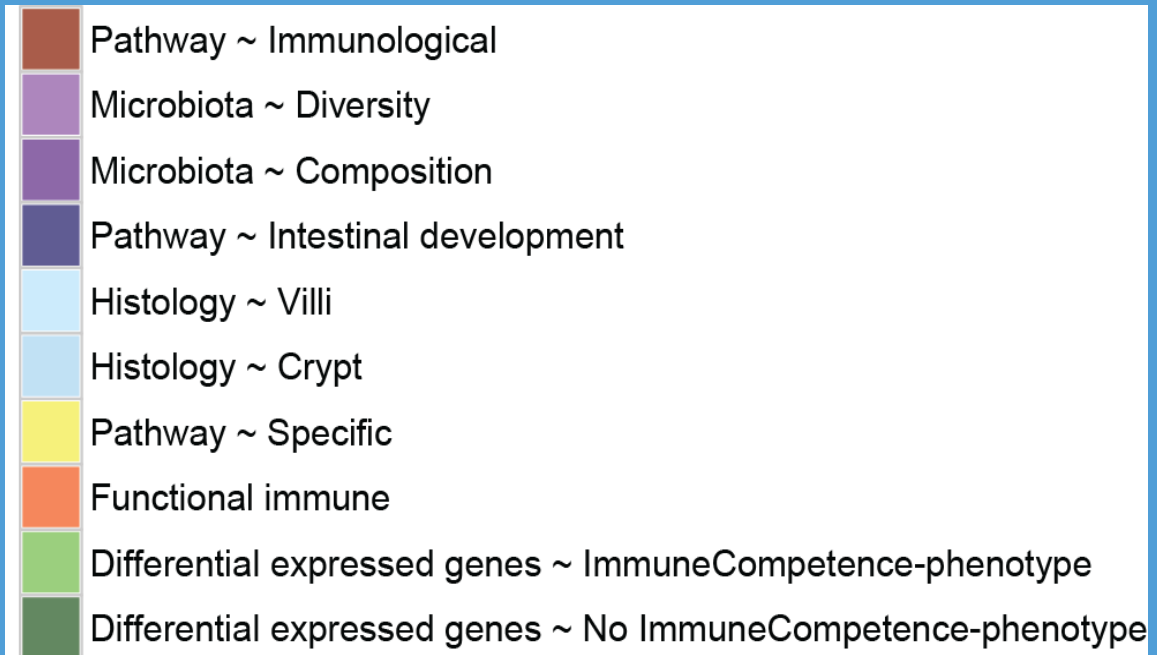 Pathway ~ Immunological
Microbiota ~ Diversity
Microbiota ~ Composition
Pathway ~ Intestinal development
Histology ~ Villi
Histology ~ Crypt
Pathway ~ Specific
Functional immune
Differential expressed genes ~ ImmuneCompetence-phenotype
Differential expressed genes ~ No ImmuneCompetence-phenotype